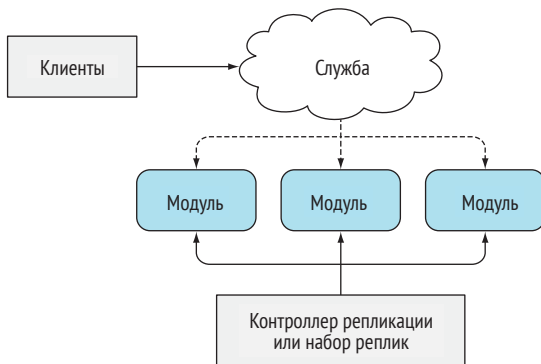 Клиенты
Служба
Модуль
Модуль
Модуль
Контроллер репликации
или набор реплик